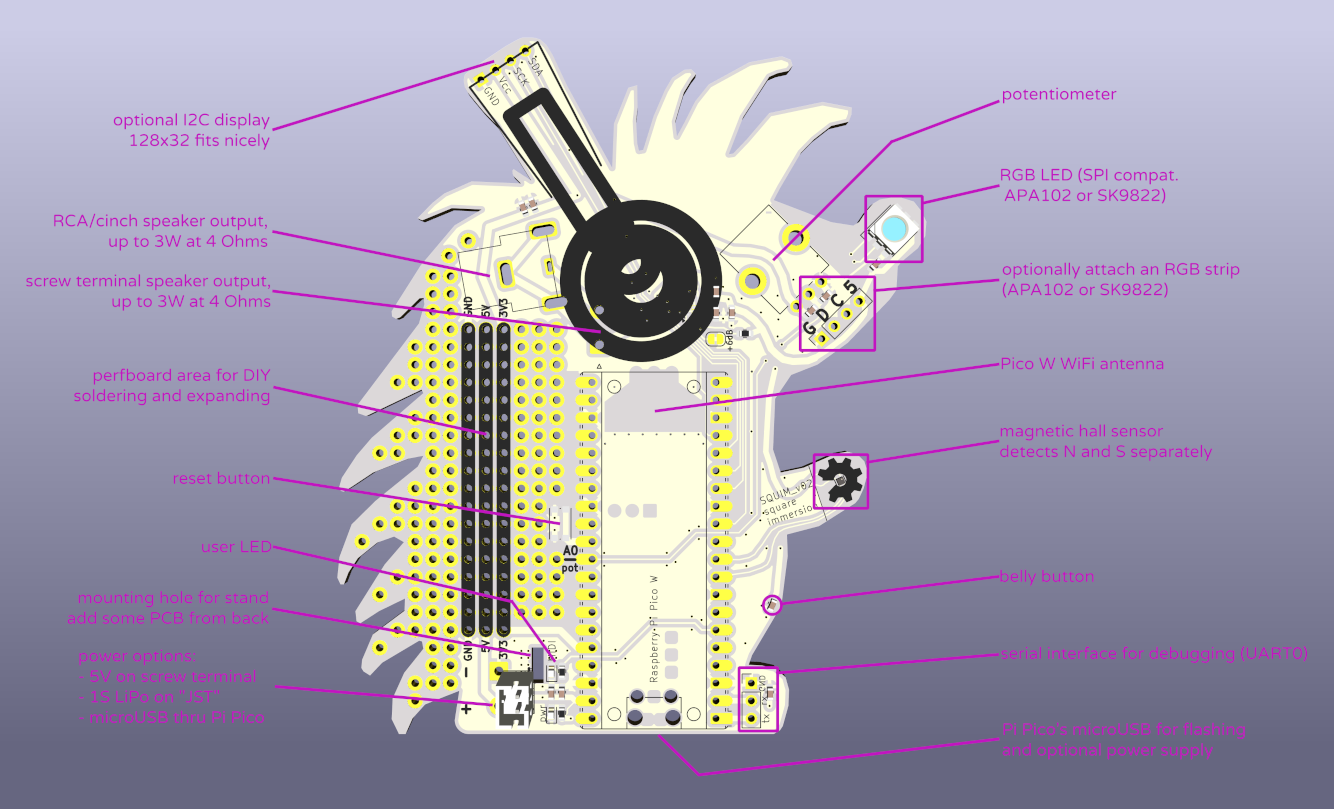 optional I2C display
128x32 fits nicely
RCA/cinch speaker output,
up to 3W at 4 Ohms
screw terminal speaker output,
up to 3W at 4 Ohms
perfboard area for DIY
soldering and expanding
reset button
user LED
mounting hole for stand
add some PCB from back
power options:
- 5V on screw terminal
- 1S LiPo on "JST"
- microUSB thru Pi Pico
GND
Vcc
SCK
SDA
GND
5V
3V3
+6dB
G D C 5
A0
pot
SQUIM_v02
square
immersio
Raspberry Pi Pico W
- GND
5V
3V3
+
GND
rx
tx
potentiometer
RGB LED (SPI compat.
APA102 or SK9822)
optionally attach an RGB strip
(APA102 or SK9822)
Pico W WiFi antenna
magnetic hall sensor
detects N and S separately
belly button
serial interface for debugging (UART0)
Pi Pico's microUSB for flashing
and optional power supply